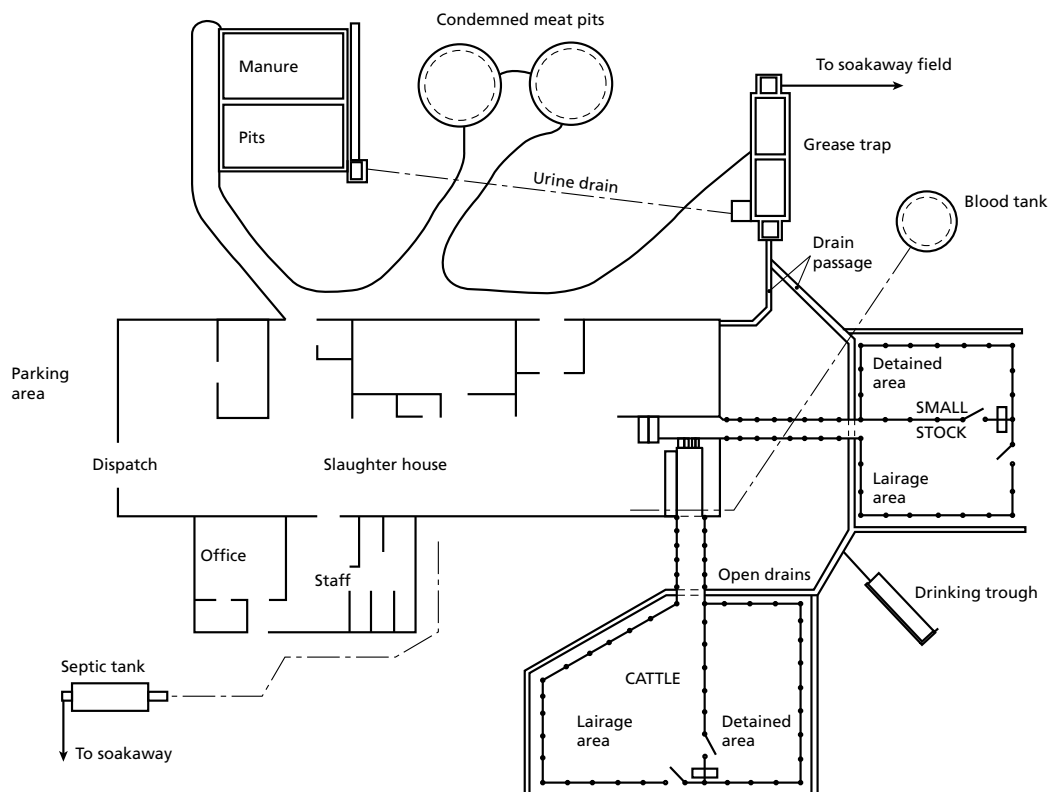 Condemned meat pits
Manure
Pits
To soakaway field
Grease trap
Urine drain
Blood tank
Drain
passage
Parking
area
Detained
area
SMALL
STOCK
Dispatch
Slaughter house
Lairage
area
Office
Staff
Open drains
Drinking trough
Septic tank
CATTLE
Lairage
area
Detained
area
To soakaway